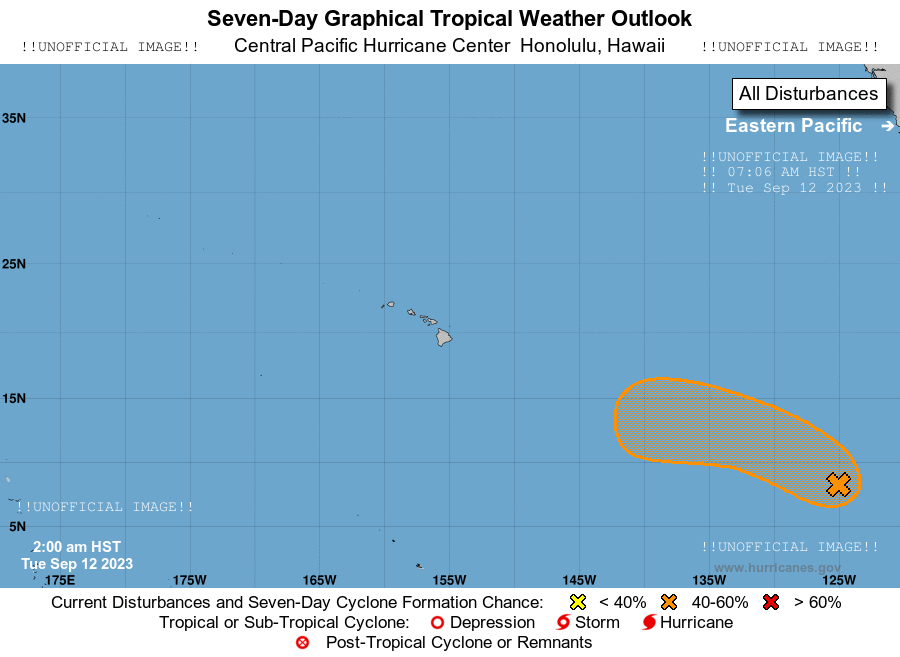 Seven-Day Graphical Tropical Weather Outlook
!!UNOFFICIAL IMAGE!! Central Pacific Hurricane Center Honolulu, Hawaii !!UNOFFICIAL IMAGE!!
All Disturbances
35N
Eastern Pacific ➔
!!UNOFFICIAL IMAGE!!
!! 07:06 AM HST !!
!! Tue Sep 12 2023 !!
25N
15N
!!UNOFFICIAL IMAGE!!
5N
2:00 am HST
Tue Sep 12 2023
!!UNOFFICIAL IMAGE!!
www.hurricanes.gov
175E 175W 165W 155W 145W 135W 125W
Current Disturbances and Seven-Day Cyclone Formation Chance: < 40% 40-60% > 60%
Tropical or Sub-Tropical Cyclone: Depression Storm Hurricane
Post-Tropical Cyclone or Remnants